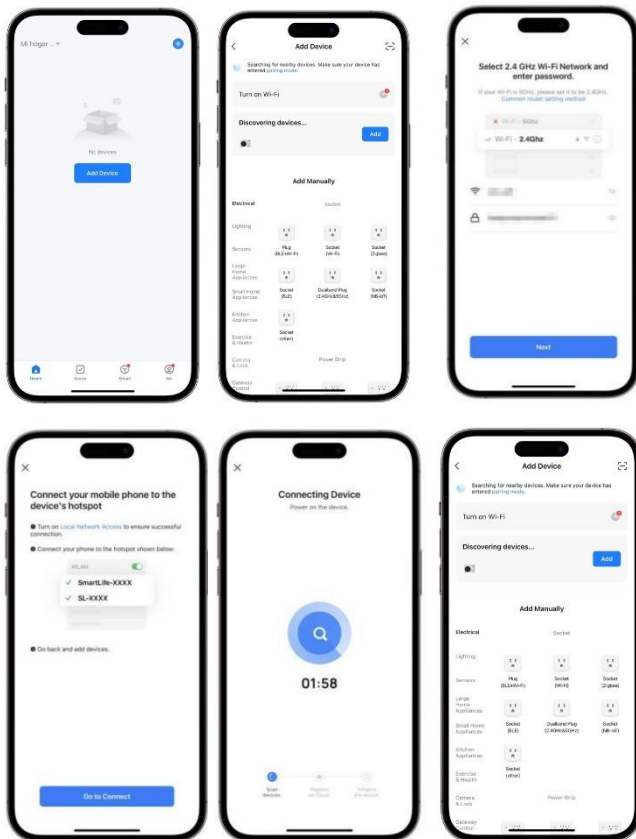 Mi hogar ..
No devices
Add Device
Home
Scene
Smart
Me
Add Device
Searching for nearby devices. Make sure your device has
entered pairing mode.
Turn on Wi-Fi
Discovering devices...
Add
Add Manually
Electrical
Socket
Lighting
Sensors
Large
Home
Appliances
Small Home
Appliances
Kitchen
Appliances
Exercise
& Health
Camera
& Lock
Gateway
Control
Plug
(BLE+Wi-Fi)
Socket
(Wi-Fi)
Socket
(Zigbee)
Socket
(BLE)
Dualband Plug
(2.4GHz&5GHz)
Socket
(NB-IoT)
Socket
(other)
Power Strip
Select 2.4 GHz Wi-Fi Network and
enter password.
If your Wi-Fi is 5GHz, please set it to be 2.4GHz.
Common router setting method
Wi-Fi - 5Ghz
Wi-Fi - 2.4Ghz
Next
Connect your mobile phone to the
device's hotspot
Turn on Local Network Access to ensure successful
connection.
Connect your phone to the hotspot shown below:
WLAN
SmartLife-XXXX
SL-XXXX
Go back and add devices.
Go to Connect
Connecting Device
Power on the device.
01:58
Scan
devices.
Register
on Cloud.
Initialize
the device.
Add Device
Searching for nearby devices. Make sure your device has
entered pairing mode.
Turn on Wi-Fi
Discovering devices...
Add
Add Manually
Electrical
Socket
Lighting
Sensors
Large
Home
Appliances
Small Home
Appliances
Kitchen
Appliances
Exercise
& Health
Camera
& Lock
Gateway
Control
Plug
(BLE+Wi-Fi)
Socket
(Wi-Fi)
Socket
(Zigbee)
Socket
(BLE)
Dualband Plug
(2.4GHz&5GHz)
Socket
(NB-IoT)
Socket
(other)
Power Strip